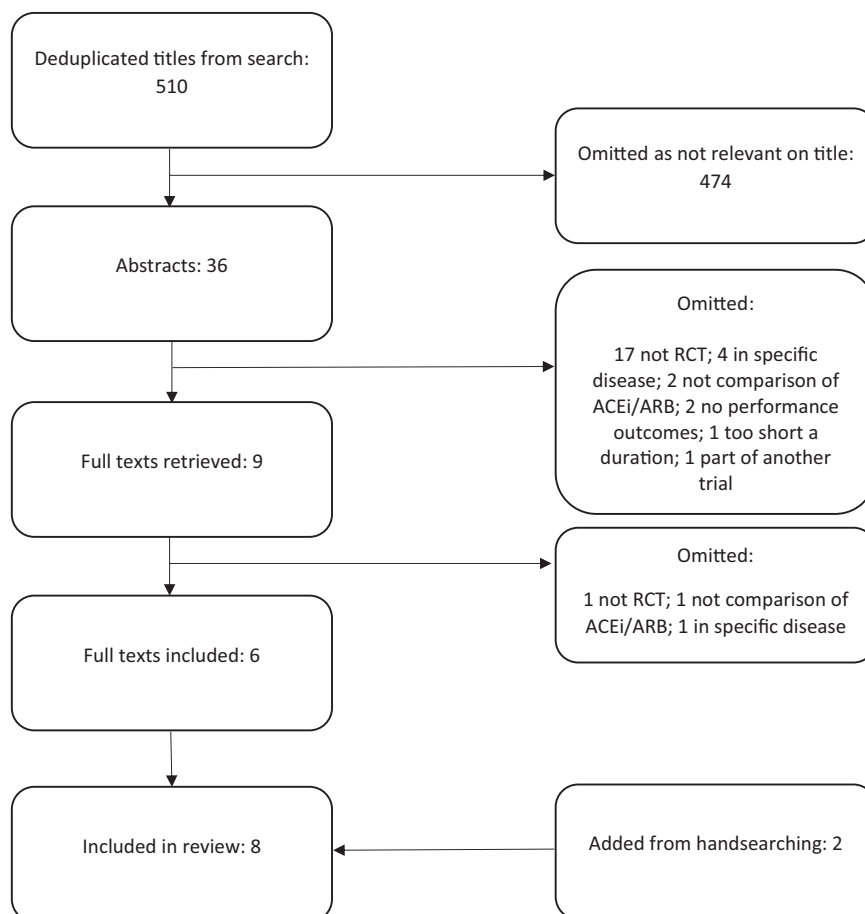 Deduplicated titles from search:
510
Omitted as not relevant on title:
474
Abstracts: 36
Omitted:
17 not RCT; 4 in specific
disease; 2 not comparison of
ACEi/ARB; 2 no performance
outcomes; 1 too short a
duration; 1 part of another
trial
Full texts retrieved: 9
Omitted:
1 not RCT; 1 not comparison of
ACEi/ARB; 1 in specific disease
Full texts included: 6
Included in review: 8
Added from handsearching: 2